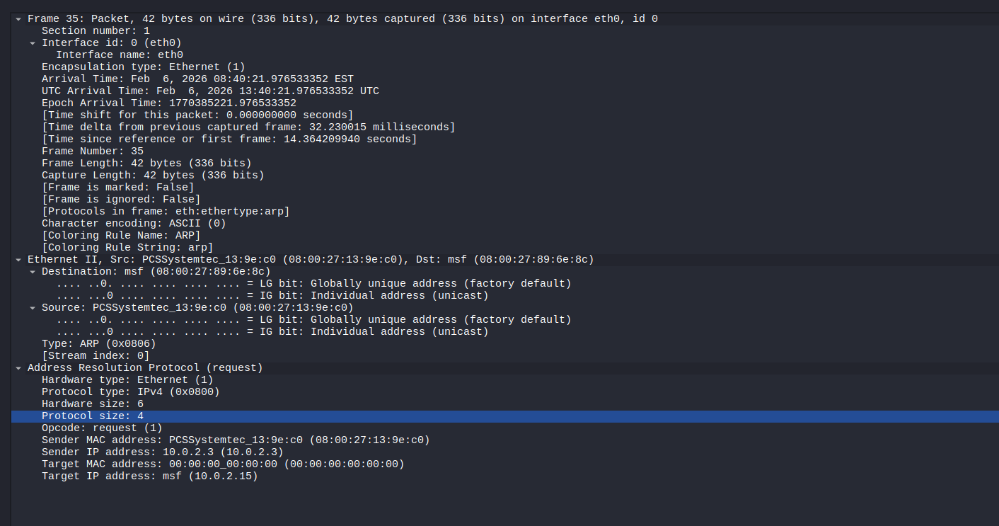 Frame 35: Packet, 42 bytes on wire (336 bits), 42 bytes captured (336 bits) on interface eth0, id 0
Section number: 1
Interface id: 0 (eth0)
Interface name: eth0
Encapsulation type: Ethernet (1)
Arrival Time: Feb  6, 2026 08:40:21.976533352 EST
UTC Arrival Time: Feb  6, 2026 13:40:21.976533352 UTC
Epoch Arrival Time: 1770385221.976533352
[Time shift for this packet: 0.000000000 seconds]
[Time delta from previous captured frame: 32.230015 milliseconds]
[Time since reference or first frame: 14.364209940 seconds]
Frame Number: 35
Frame Length: 42 bytes (336 bits)
Capture Length: 42 bytes (336 bits)
[Frame is marked: False]
[Frame is ignored: False]
[Protocols in frame: eth:ethertype:arp]
Character encoding: ASCII (0)
[Coloring Rule Name: ARP]
[Coloring Rule String: arp]
Ethernet II, Src: PCSSystemtec_13:9e:c0 (08:00:27:13:9e:c0), Dst: msf (08:00:27:89:6e:8c)
Destination: msf (08:00:27:89:6e:8c)
.... ..0. .... .... .... .... = LG bit: Globally unique address (factory default)
.... ...0 .... .... .... .... = IG bit: Individual address (unicast)
Source: PCSSystemtec_13:9e:c0 (08:00:27:13:9e:c0)
.... ..0. .... .... .... .... = LG bit: Globally unique address (factory default)
.... ...0 .... .... .... .... = IG bit: Individual address (unicast)
Type: ARP (0x0806)
[Stream index: 0]
Address Resolution Protocol (request)
Hardware type: Ethernet (1)
Protocol type: IPv4 (0x0800)
Hardware size: 6
Protocol size: 4
Opcode: request (1)
Sender MAC address: PCSSystemtec_13:9e:c0 (08:00:27:13:9e:c0)
Sender IP address: 10.0.2.3 (10.0.2.3)
Target MAC address: 00:00:00_00:00:00 (00:00:00:00:00:00)
Target IP address: msf (10.0.2.15)